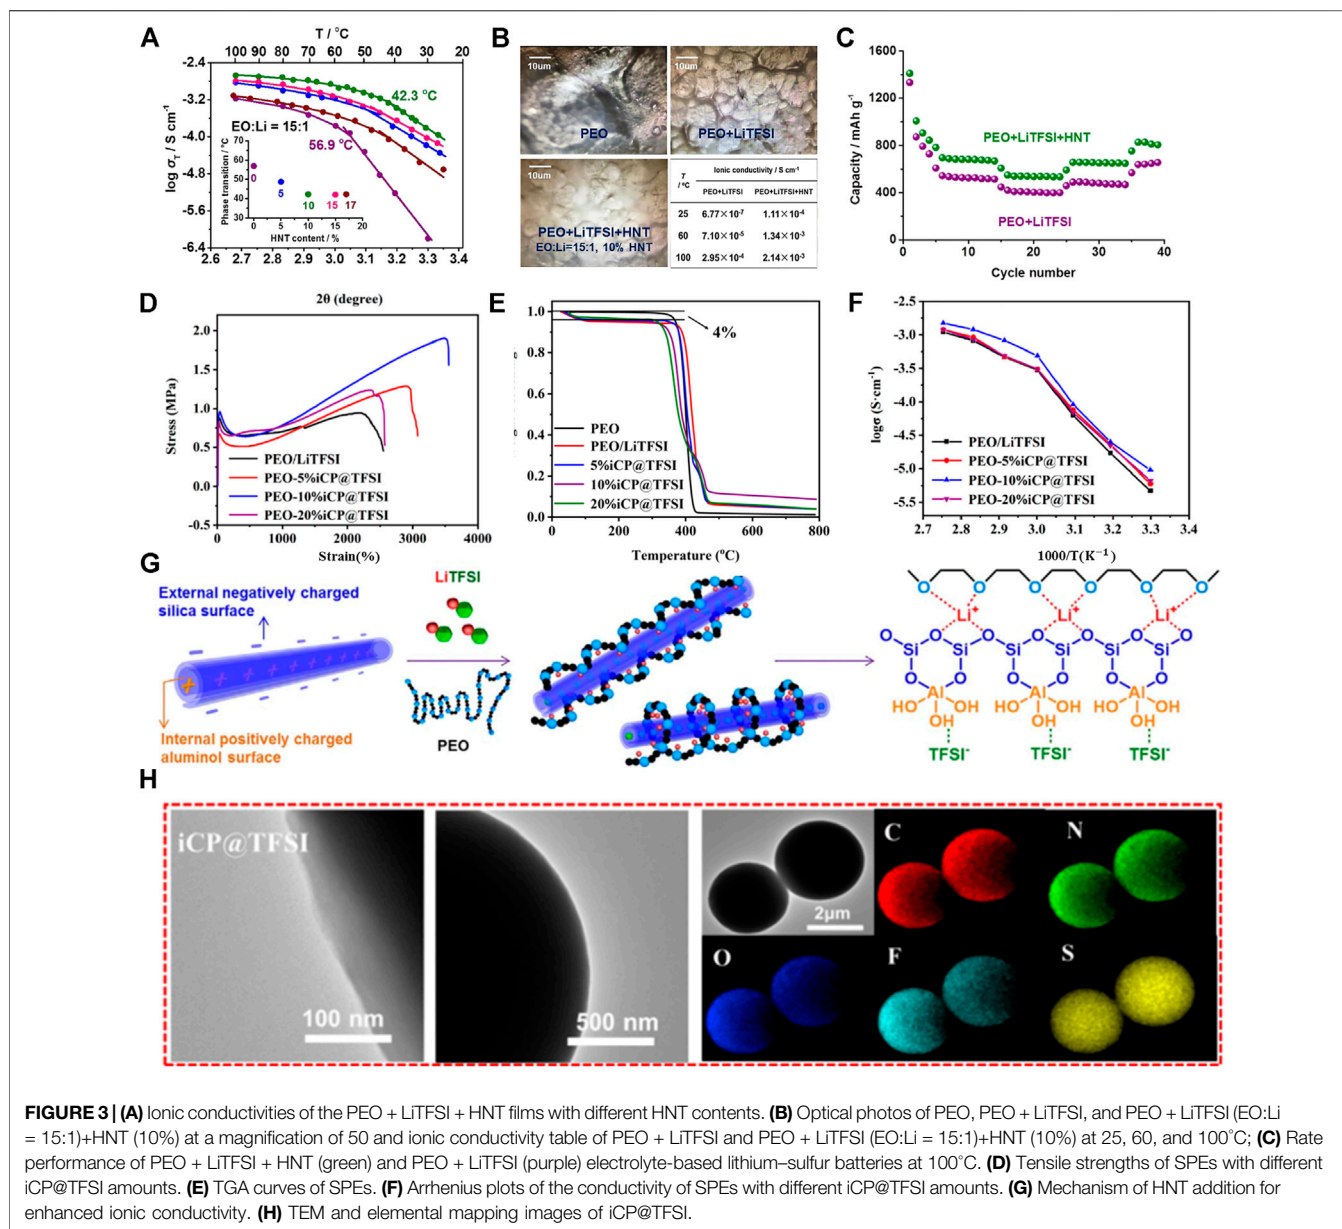 A
T / °C
100 90 80 70 60 50 40 30 20
-2.4
-3.2
-4.0
-4.8
-5.6
-6.4
log σT / S cm⁻¹
42.3 °C
EO:Li = 15:1
56.9 °C
Phase transition / °C
70
60
50
40
30
0
5
10
15
17
0 5 10 15 20
HNT content / %
2.6 2.7 2.8 2.9 3.0 3.1 3.2 3.3 3.4
B
10um
PEO
10um
PEO+LiTFSI
10um
PEO+LiTFSI+HNT
EO:Li=15:1, 10% HNT
T / °C
Ionic conductivity / S cm⁻¹
PEO+LiTFSI PEO+LiTFSI+HNT
25 6.77×10⁻⁷ 1.11×10⁻⁴
60 7.10×10⁻⁵ 1.34×10⁻³
100 2.95×10⁻⁴ 2.14×10⁻³
C
1600
1200
800
400
0
Capacity / mAh g⁻¹
PEO+LiTFSI+HNT
PEO+LiTFSI
0 10 20 30 40
Cycle number
D
2θ (degree)
2.0
1.5
1.0
0.5
0.0
-0.5
Stress (MPa)
PEO/LiTFSI
PEO-5%iCP@TFSI
PEO-10%iCP@TFSI
PEO-20%iCP@TFSI
0 1000 2000 3000 4000
Strain(%)
E
1.0
0.8
0.6
0.4
0.2
0.0
4%
PEO
PEO/LiTFSI
5%iCP@TFSI
10%iCP@TFSI
20%iCP@TFSI
0 200 400 600 800
Temperature (°C)
F
-2.5
-3.0
-3.5
-4.0
-4.5
-5.0
-5.5
logσ (S·cm⁻¹)
PEO/LiTFSI
PEO-5%iCP@TFSI
PEO-10%iCP@TFSI
PEO-20%iCP@TFSI
2.7 2.8 2.9 3.0 3.1 3.2 3.3 3.4
1000/T(K⁻¹)
G
External negatively charged
silica surface
Internal positively charged
aluminol surface
LiTFSI
PEO
O O O O O O
Li⁺ Li⁺ Li⁺
O O O O O O O
Si Si Si Si Si Si
O O O O O O
Al Al Al
HO OH HO OH HO OH
OH OH OH
TFSI⁻ TFSI⁻ TFSI⁻
H
iCP@TFSI
100 nm
500 nm
2μm
C
N
O
F
S
FIGURE 3 | (A) Ionic conductivities of the PEO + LiTFSI + HNT films with different HNT contents. (B) Optical photos of PEO, PEO + LiTFSI, and PEO + LiTFSI (EO:Li
= 15:1)+HNT (10%) at a magnification of 50 and ionic conductivity table of PEO + LiTFSI and PEO + LiTFSI (EO:Li = 15:1)+HNT (10%) at 25, 60, and 100°C; (C) Rate
performance of PEO + LiTFSI + HNT (green) and PEO + LiTFSI (purple) electrolyte-based lithium–sulfur batteries at 100°C. (D) Tensile strengths of SPEs with different
iCP@TFSI amounts. (E) TGA curves of SPEs. (F) Arrhenius plots of the conductivity of SPEs with different iCP@TFSI amounts. (G) Mechanism of HNT addition for
enhanced ionic conductivity. (H) TEM and elemental mapping images of iCP@TFSI.